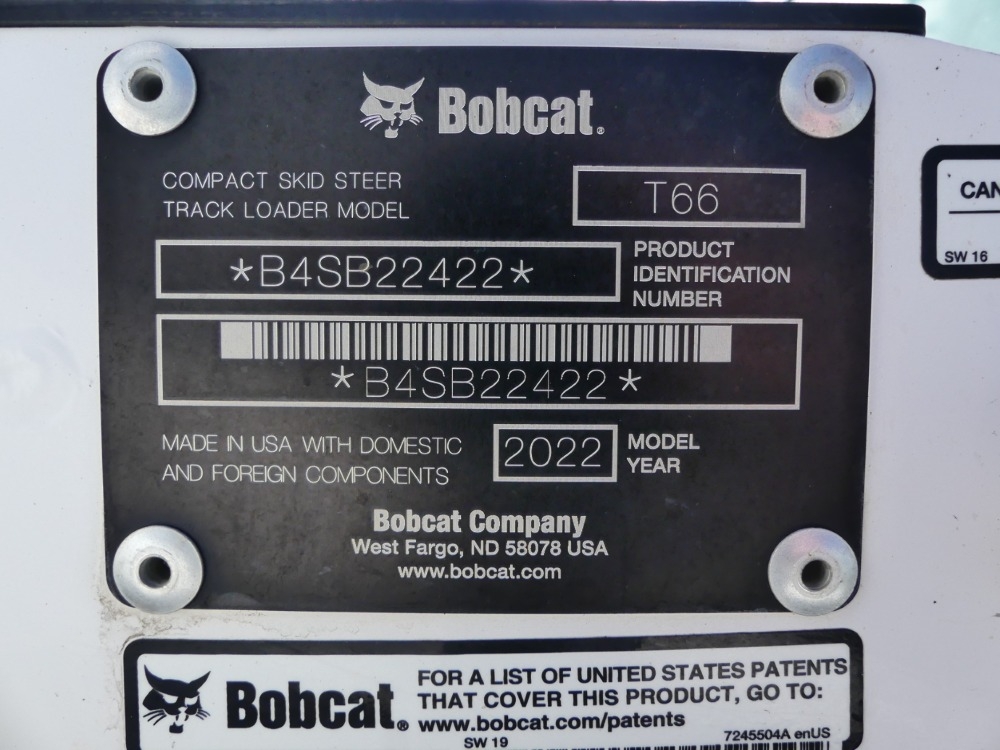 Bobcat.
COMPACT SKID STEER
TRACK LOADER MODEL
T66
*B4SB22422*
PRODUCT
IDENTIFICATION
NUMBER
*B4SB22422*
MADE IN USA WITH DOMESTIC
AND FOREIGN COMPONENTS
2022
MODEL
YEAR
Bobcat Company
West Fargo, ND 58078 USA
www.bobcat.com
CAN
SW 16
Bobcat.
FOR A LIST OF UNITED STATES PATENTS
THAT COVER THIS PRODUCT, GO TO:
www.bobcat.com/patents
SW 19
7245504A enUS